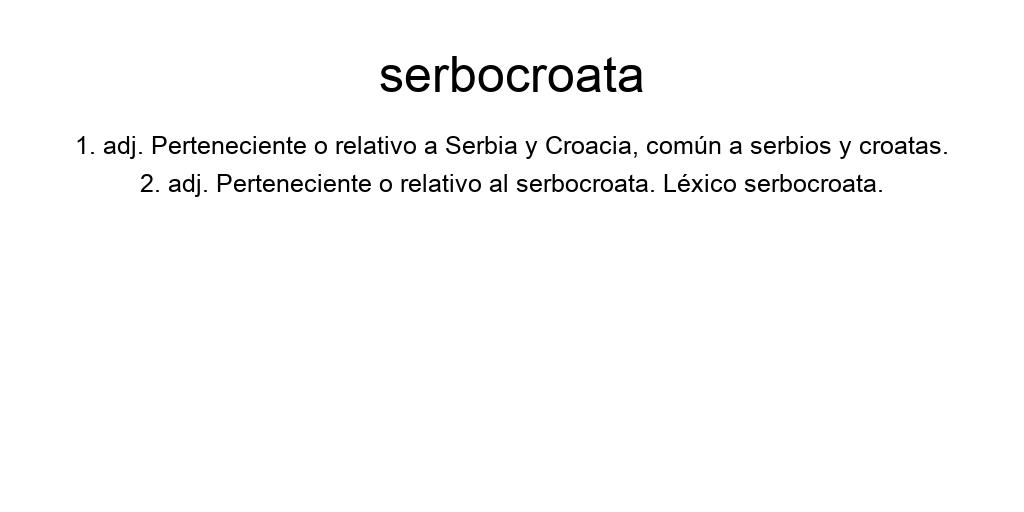 serbocroata
1. adj. Perteneciente o relativo a Serbia y Croacia, común a serbios y croatas.
2. adj. Perteneciente o relativo al serbocroata. Léxico serbocroata.